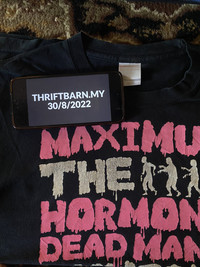 THRIFTBARN.MY
30/8/2022
MAXIMU
THE
HORMON
DEAD MAN